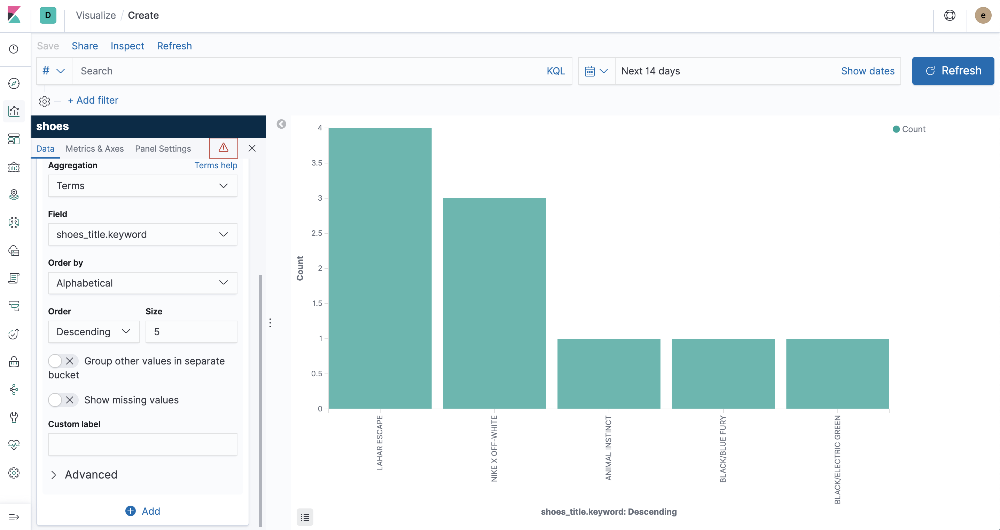 D
Visualize / Create
e
Save Share Inspect Refresh
# Search KQL
Next 14 days Show dates
Refresh
+ Add filter
shoes
Data Metrics & Axes Panel Settings
Aggregation Terms help
Terms
Field
shoes_title.keyword
Order by
Alphabetical
Order Size
Descending 5
Group other values in separate
bucket
Show missing values
Custom label
Advanced
Add
Count
4
3.5
3
2.5
2
1.5
1
0.5
0
Count
LAHAR ESCAPE
NIKE X OFF-WHITE
ANIMAL INSTINCT
BLACK/BLUE FURY
BLACK/ELECTRIC GREEN
shoes_title.keyword: Descending